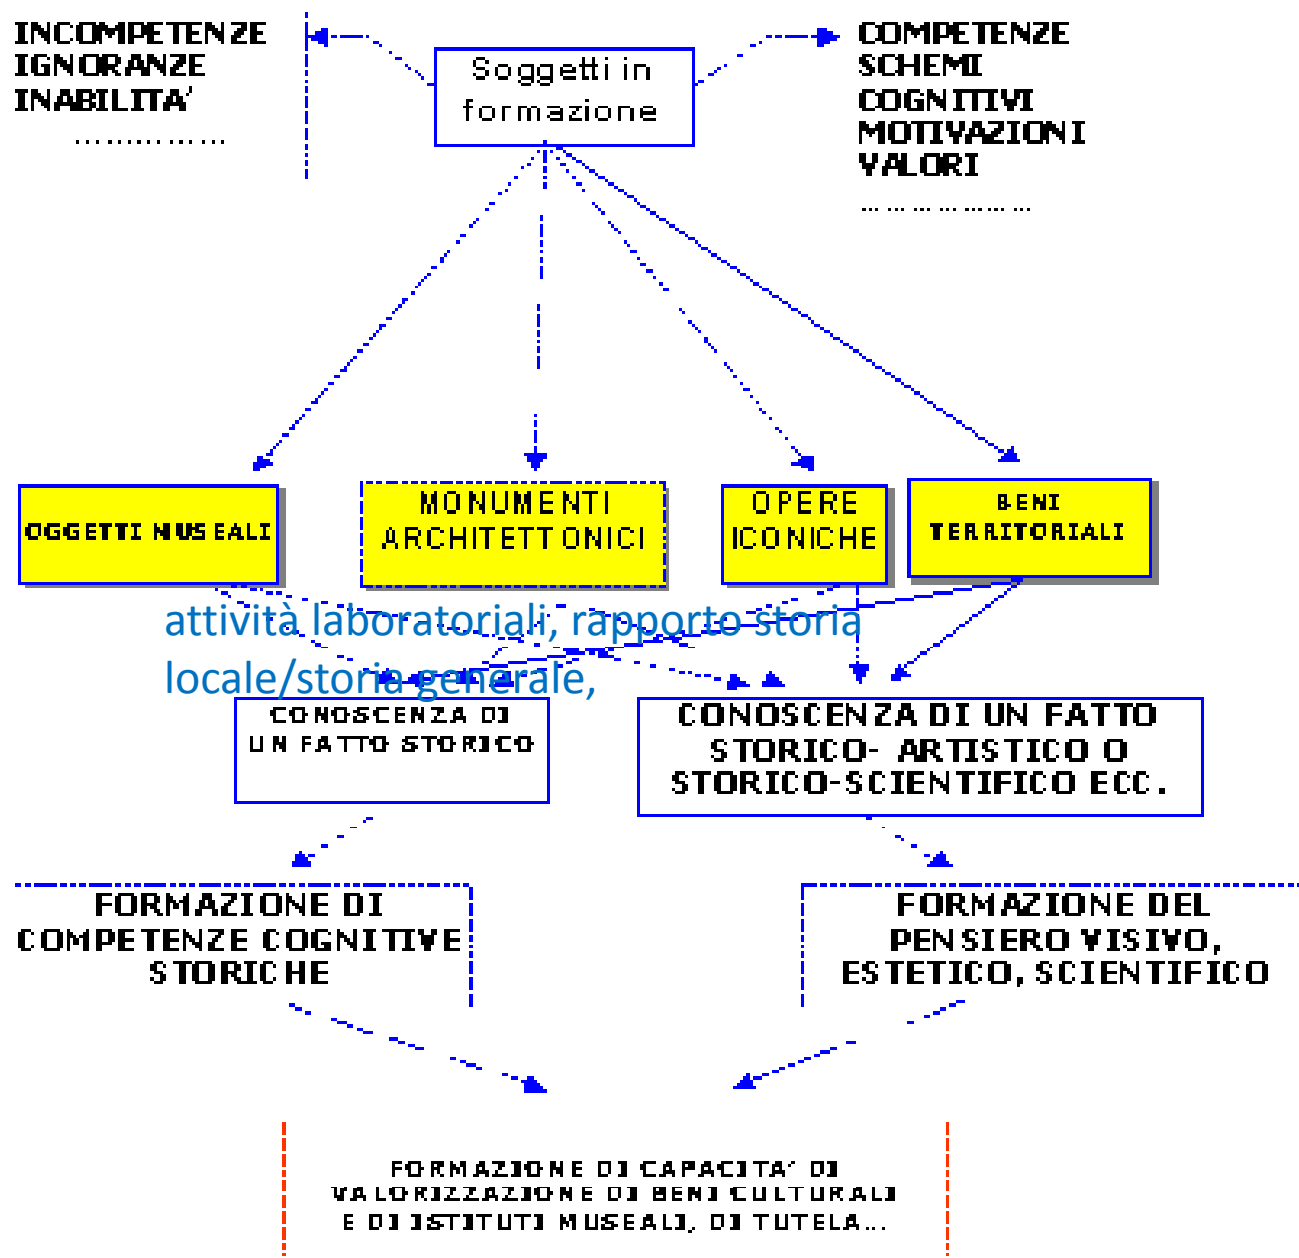 INCOMPETENZE
IGNORANZE
INABILITA'
...............
Soggetti in
formazione
COMPETENZE
SCHEMI
COGNITIVI
MOTIVAZIONI
VALORI
... ... ... ... ... ... ...
OGGETTI MUSEALI
MONUMENTI
ARCHITETTONICI
OPERE
ICONICHE
BENI
TERRITORIALI
attività laboratoriali, rapporto storia
locale/storia generale,
CONOSCENZA DI
UN FATTO STORICO
CONOSCENZA DI UN FATTO
STORICO- ARTISTICO O
STORICO-SCIENTIFICO ECC.
FORMAZIONE DI
COMPETENZE COGNITIVE
STORICHE
FORMAZIONE DEL
PENSIERO VISIVO,
ESTETICO, SCIENTIFICO
FORMAZIONE DI CAPACITA' DI
VALORIZZAZIONE DI BENI CULTURALI
E DI ISTITUTI MUSEALI, DI TUTELA...